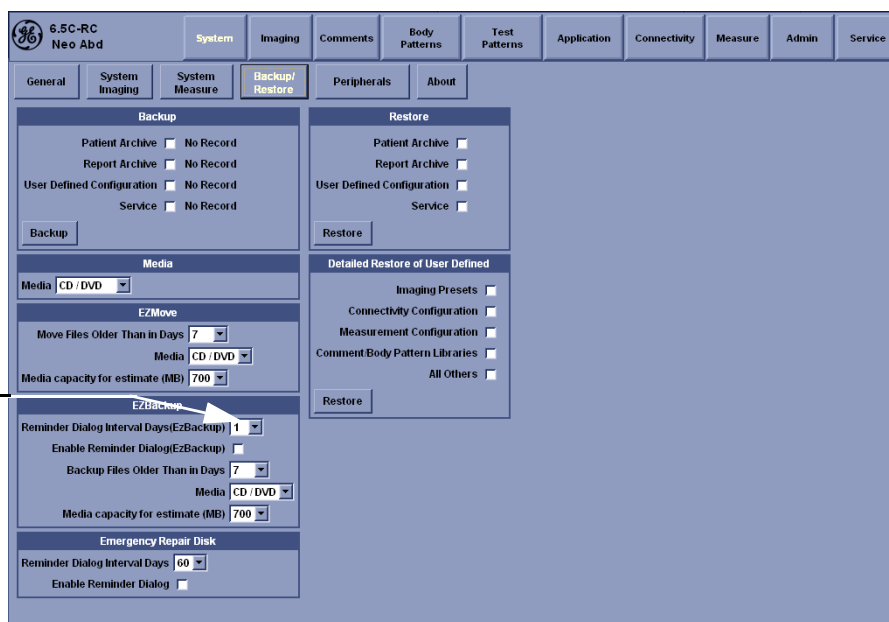 6.5C-RC
Neo Abd
System
Imaging
Comments
Body Patterns
Test Patterns
Application
Connectivity
Measure
Admin
Service
General
System Imaging
System Measure
Backup/Restore
Peripherals
About
Backup
Patient Archive No Record
Report Archive No Record
User Defined Configuration No Record
Service No Record
Backup
Media
Media CD / DVD
EZMove
Move Files Older Than in Days 7
Media CD / DVD
Media capacity for estimate (MB) 700
EZBackup
Reminder Dialog Interval Days(EzBackup) 1
Enable Reminder Dialog(EzBackup)
Backup Files Older Than in Days 7
Media CD / DVD
Media capacity for estimate (MB) 700
Emergency Repair Disk
Reminder Dialog Interval Days 60
Enable Reminder Dialog
Restore
Patient Archive
Report Archive
User Defined Configuration
Service
Restore
Detailed Restore of User Defined
Imaging Presets
Connectivity Configuration
Measurement Configuration
Comment/Body Pattern Libraries
All Others
Restore